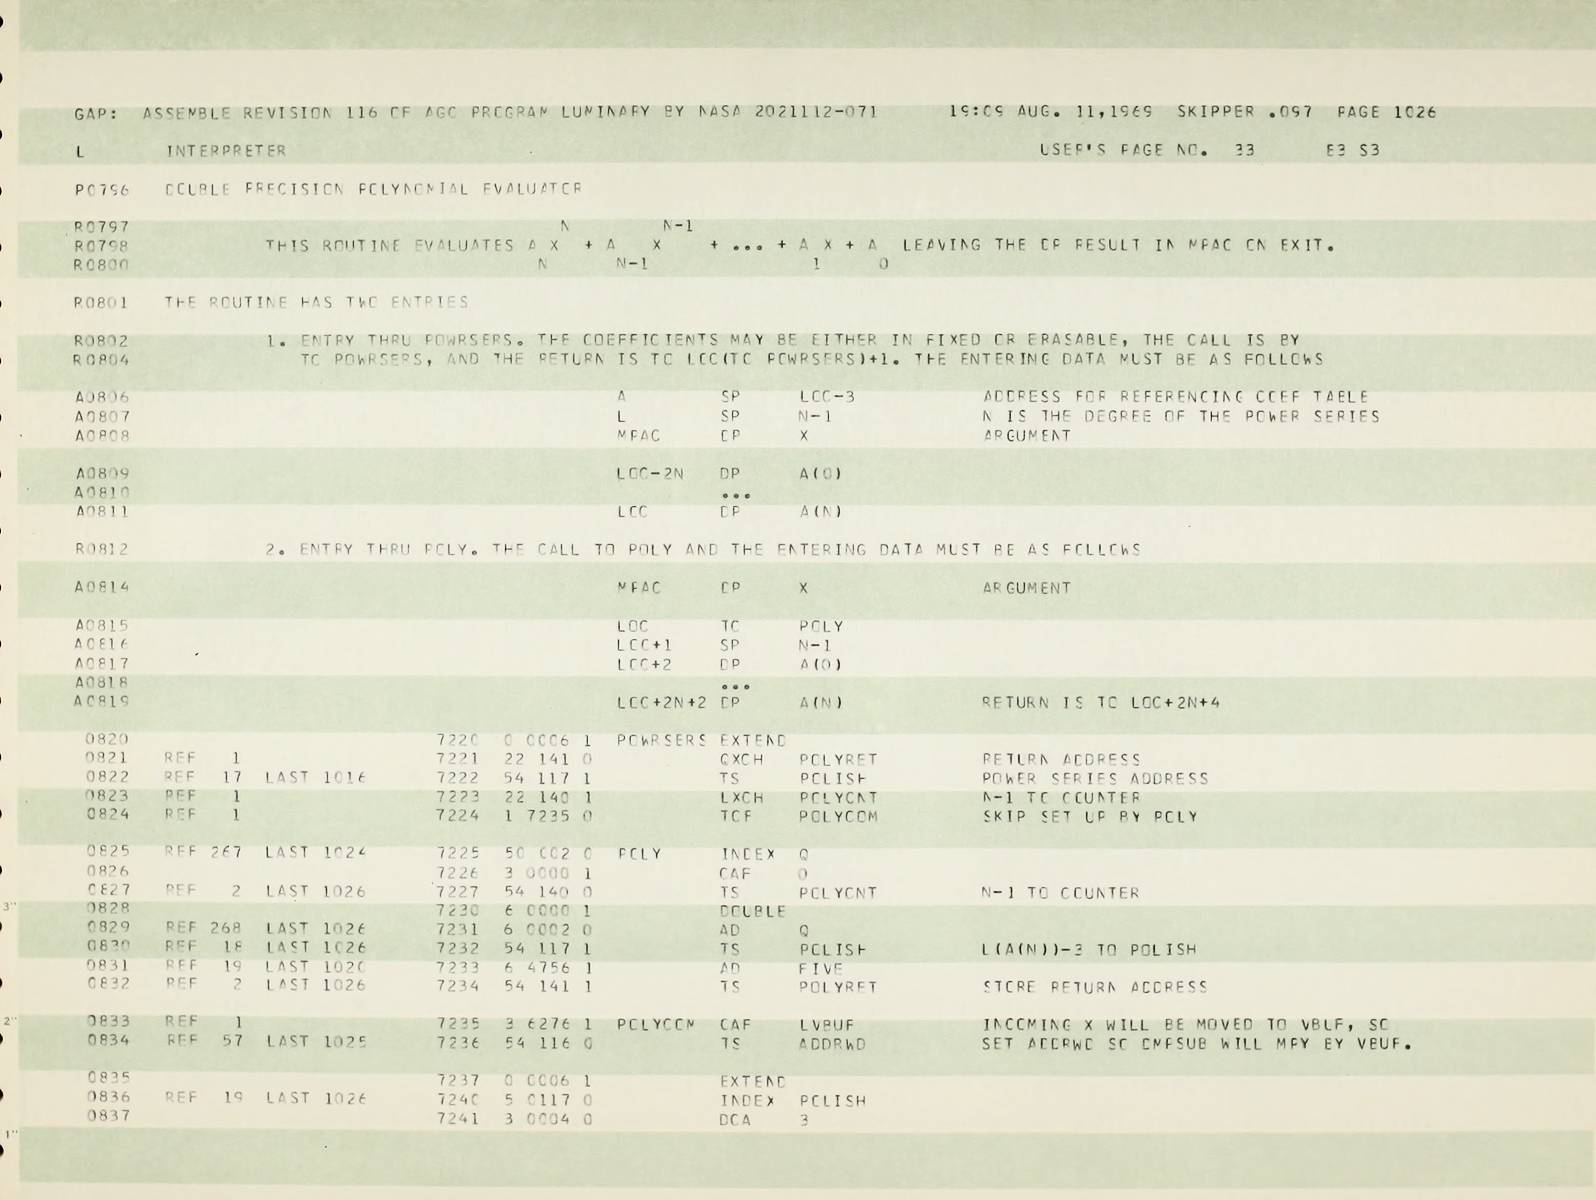 GAP: ASSEMBLE REVISION 116 OF AGC PROGRAM LUMINARY BY NASA 2021112-071 19:09 AUG. 11,1969 SKIPPER .097 PAGE 1026
L INTERPRETER USER'S PAGE NO. 33 E3 S3
P0796 DOUBLE PRECISION POLYNOMIAL EVALUATOR
R0797 N N-1
R0798 THIS ROUTINE EVALUATES A X + A X + ... + A X + A LEAVING THE DP RESULT IN MPAC ON EXIT.
R0800 N N-1 1 0
R0801 THE ROUTINE HAS TWO ENTRIES
R0802 1. ENTRY THRU POWRSERS. THE COEFFICIENTS MAY BE EITHER IN FIXED OR ERASABLE, THE CALL IS BY
R0804 TC POWRSERS, AND THE RETURN IS TO LOC(TC POWRSERS)+1. THE ENTERING DATA MUST BE AS FOLLOWS
A0806 A SP LOC-3 ADDRESS FOR REFERENCING COEF TABLE
A0807 L SP N-1 N IS THE DEGREE OF THE POWER SERIES
A0808 MPAC DP X ARGUMENT
A0809 LOC-2N DP A(0)
A0810 ...
A0811 LOC DP A(N)
R0812 2. ENTRY THRU POLY. THE CALL TO POLY AND THE ENTERING DATA MUST BE AS FOLLOWS
A0814 MPAC DP X ARGUMENT
A0815 LOC TC POLY
A0816 LOC+1 SP N-1
A0817 LOC+2 DP A(0)
A0818 ...
A0819 LOC+2N+2 DP A(N) RETURN IS TO LOC+2N+4
0820 7220 0 0006 1 POWRSERS EXTEND
0821 REF 1 7221 22 141 0 QXCH POLYRET RETURN ADDRESS
0822 REF 17 LAST 1016 7222 54 117 1 TS POLISH POWER SERIES ADDRESS
0823 REF 1 7223 22 140 1 LXCH POLYCNT N-1 TO COUNTER
0824 REF 1 7224 1 7235 0 TCF POLYCOM SKIP SET UP BY POLY
0825 REF 267 LAST 1024 7225 50 002 0 POLY INDEX Q
0826 7226 3 0000 1 CAF 0
0827 REF 2 LAST 1026 7227 54 140 0 TS POLYCNT N-1 TO COUNTER
3"
0828 7230 6 0000 1 DOUBLE
0829 REF 268 LAST 1026 7231 6 0002 0 AD Q
0830 REF 18 LAST 1026 7232 54 117 1 TS POLISH L(A(N))-3 TO POLISH
0831 REF 19 LAST 1020 7233 6 4756 1 AD FIVE
0832 REF 2 LAST 1026 7234 54 141 1 TS POLYRET STORE RETURN ADDRESS
2"
0833 REF 1 7235 3 6276 1 POLYCOM CAF LVBUF INCOMING X WILL BE MOVED TO VBUF, SO
0834 REF 57 LAST 1025 7236 54 116 0 TS ADDRWD SET ADDRWD SO DMPSUB WILL MPY BY VBUF.
0835 7237 0 0006 1 EXTEND
0836 REF 19 LAST 1026 7240 5 0117 0 INDEX POLISH
0837 7241 3 0004 0 DCA 3
1"